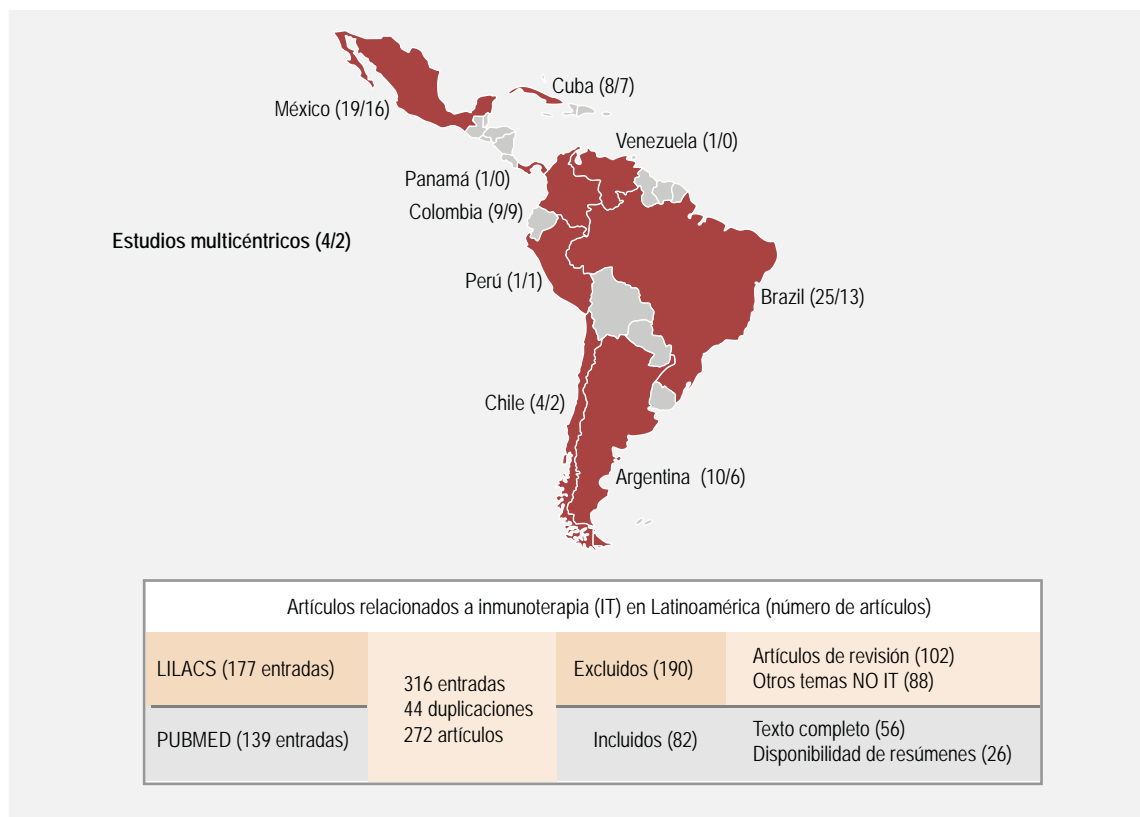 Cuba (8/7)
México (19/16)
Venezuela (1/0)
Panamá (1/0)
Colombia (9/9)
Estudios multicéntricos (4/2)
Perú (1/1)
Brazil (25/13)
Chile (4/2)
Argentina (10/6)
Artículos relacionados a inmunoterapia (IT) en Latinoamérica (número de artículos)
LILACS (177 entradas)
PUBMED (139 entradas)
316 entradas
44 duplicaciones
272 artículos
Excluidos (190)
Artículos de revisión (102)
Otros temas NO IT (88)
Incluidos (82)
Texto completo (56)
Disponibilidad de resúmenes (26)